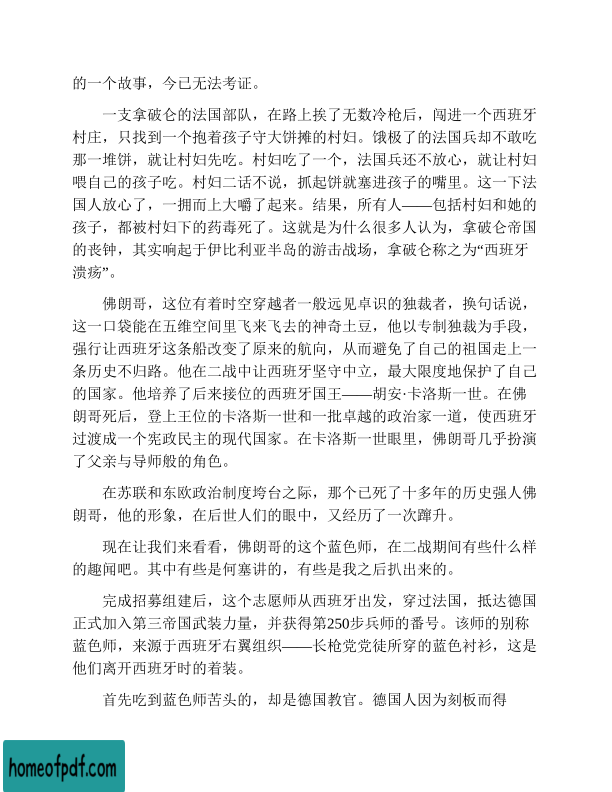 的一个故事，今已无法考证。
一支拿破仑的法国部队，在路上挨了无数冷枪后，闯进一个西班牙
村庄，只找到一个抱着孩子守大饼摊的村妇。饿极了的法国兵却不敢吃
那一堆饼，就让村妇先吃。村妇吃了一个，法国兵还不放心，就让村妇
喂自己的孩子吃。村妇二话不说，抓起饼就塞进孩子的嘴里。这一下法
国人放心了，一拥而上大嚼了起来。结果，所有人——包括村妇和她的
孩子，都被村妇下的药毒死了。这就是为什么很多人认为，拿破仑帝国
的丧钟，其实响起于伊比利亚半岛的游击战场，拿破仑称之为“西班牙
溃疡”。
佛朗哥，这位有着时空穿越者一般远见卓识的独裁者，换句话说，
这一口袋能在五维空间里飞来飞去的神奇土豆，他以专制独裁为手段，
强行让西班牙这条船改变了原来的航向，从而避免了自己的祖国走上一
条历史不归路。他在二战中让西班牙坚守中立，最大限度地保护了自己
的国家。他培养了后来接位的西班牙国王——胡安·卡洛斯一世。在佛
朗哥死后，登上王位的卡洛斯一世和一批卓越的政治家一道，使西班牙
过渡成一个宪政民主的现代国家。在卡洛斯一世眼里，佛朗哥几乎扮演
了父亲与导师般的角色。
在苏联和东欧政治制度垮台之际，那个已死了十多年的历史强人佛
朗哥，他的形象，在后世人们的眼中，又经历了一次蹿升。
现在让我们来看看，佛朗哥的这个蓝色师，在二战期间有些什么样
的趣闻吧。其中有些是何塞讲的，有些是我之后扒出来的。
完成招募组建后，这个志愿师从西班牙出发，穿过法国，抵达德国
正式加入第三帝国武装力量，并获得第250步兵师的番号。该师的别称
蓝色师，来源于西班牙右翼组织——长枪党党徒所穿的蓝色衬衫，这是
他们离开西班牙时的着装。
首先吃到蓝色师苦头的，却是德国教官。德国人因为刻板而得
homeofpdf.com